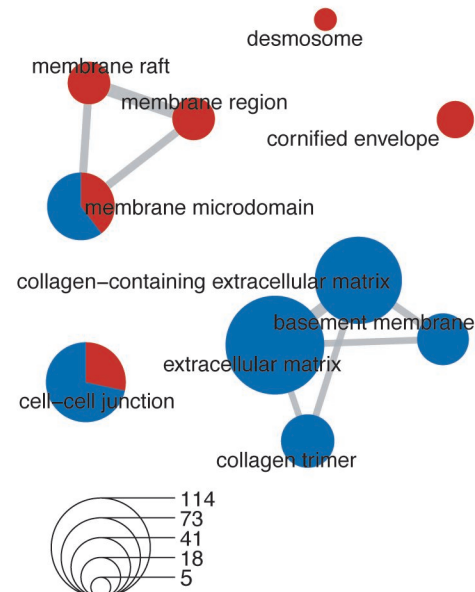 desmosome
membrane raft
membrane region
cornified envelope
membrane microdomain
collagen−containing extracellular matrix
basement membrane
extracellular matrix
cell−cell junction
collagen trimer
114
73
41
18
5